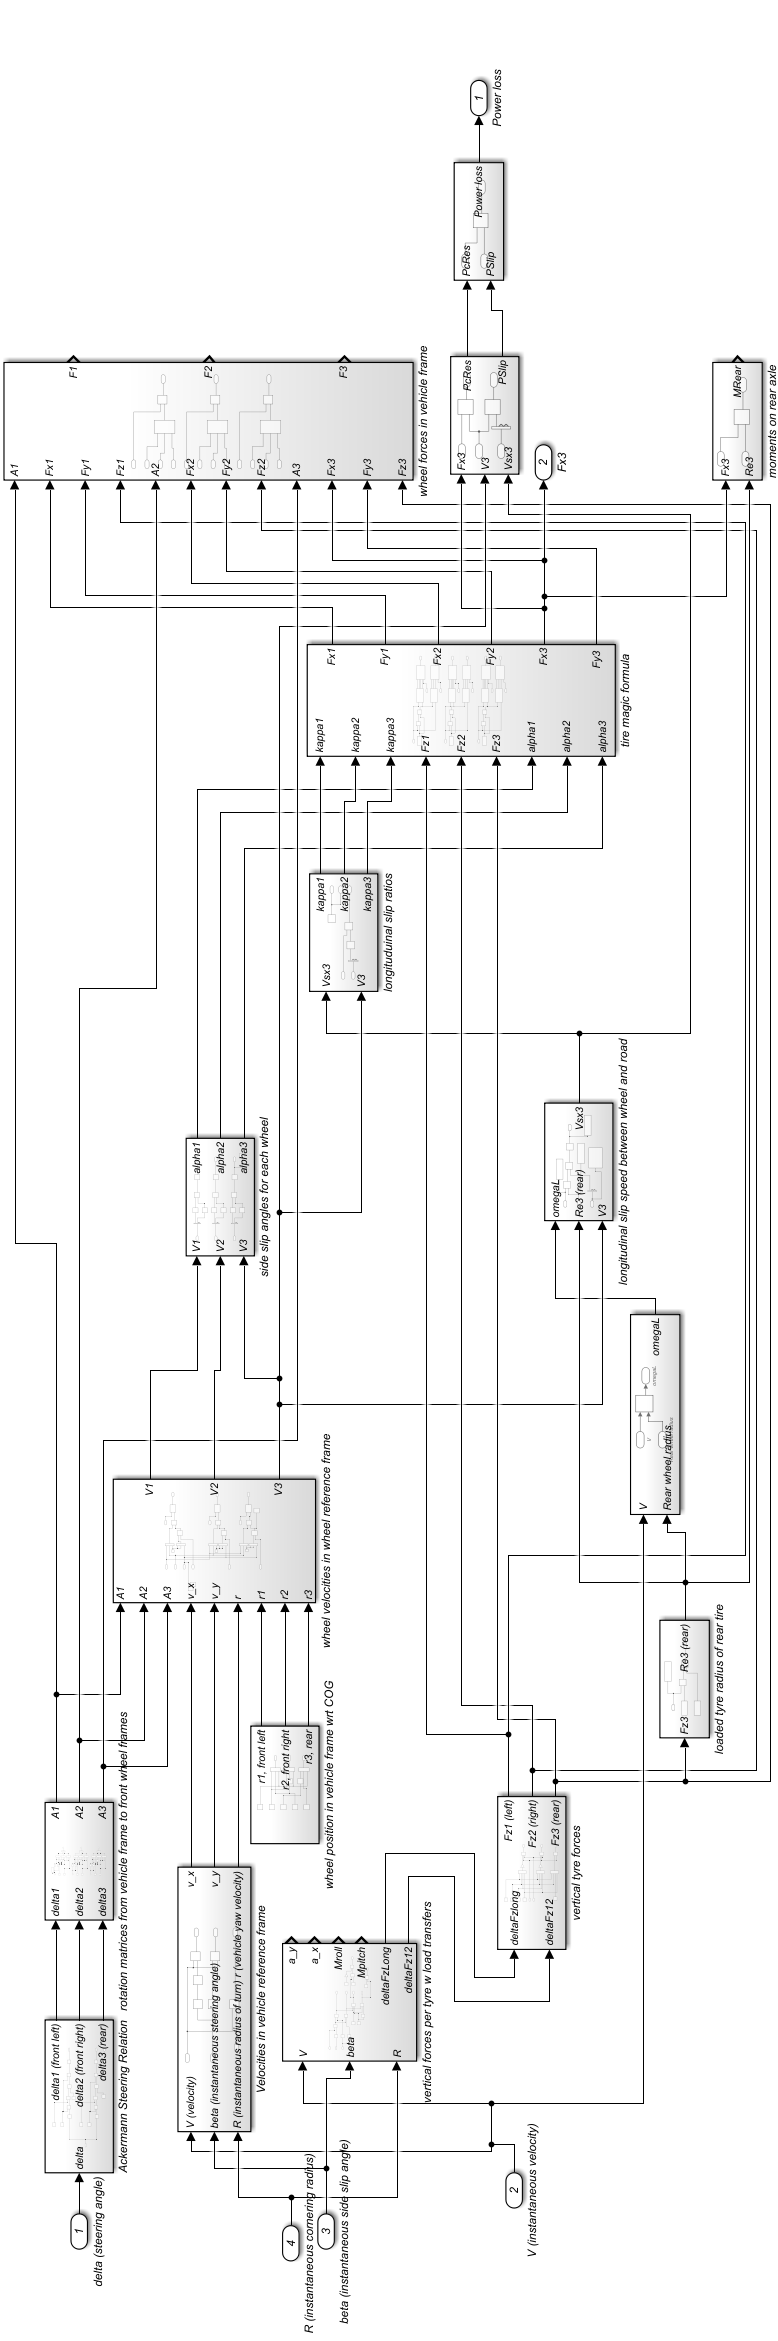 1
delta (steering angle)
delta
delta1 (front left)
delta2 (front right)
delta3 (rear)
Ackermann Steering Relation
delta1
delta2
delta3
A1
A2
A3
rotation matrices from vehicle frame to front wheel frames
4
R (instantaneous cornering radius)
3
beta (instantaneous side slip angle)
2
V (instantaneous velocity)
V (velocity)
beta (instantaneous steering angle)
R (instantaneous radius of turn)
v_x
v_y
r (vehicle yaw velocity)
Velocities in vehicle reference frame
V
beta
R
a_y
a_x
Mroll
Mpitch
deltaFzLong
deltaFz12
vertical forces per tyre w load transfers
r1, front left
r2, front right
r3, rear
wheel position in vehicle frame wrt COG
deltaFzlong
deltaFz12
Fz1 (left)
Fz2 (right)
Fz3 (rear)
vertical tyre forces
Fz3
Re3 (rear)
loaded tyre radius of rear tire
A1
A2
A3
v_x
v_y
r
r1
r2
r3
V1
V2
V3
wheel velocities in wheel reference frame
V
Rear wheel radius
omegaL
V
omegaL
V1
V2
V3
alpha1
alpha2
alpha3
side slip angles for each wheel
omegaL
Re3 (rear)
V3
Vsx3
longitudinal slip speed between wheel and road
Vsx3
V3
kappa1
kappa2
kappa3
longituduinal slip ratios
kappa1
kappa2
kappa3
Fz1
Fz2
Fz3
alpha1
alpha2
alpha3
Fx1
Fy1
Fx2
Fy2
Fx3
Fy3
tire magic formula
A1
Fx1
Fy1
Fz1
A2
Fx2
Fy2
Fz2
A3
Fx3
Fy3
Fz3
F1
F2
F3
wheel forces in vehicle frame
Fx3
V3
Vsx3
PcRes
PSlip
2
Fx3
Fx3
Re3
MRear
moments on rear axle
PcRes
PSlip
Power loss
1
Power loss